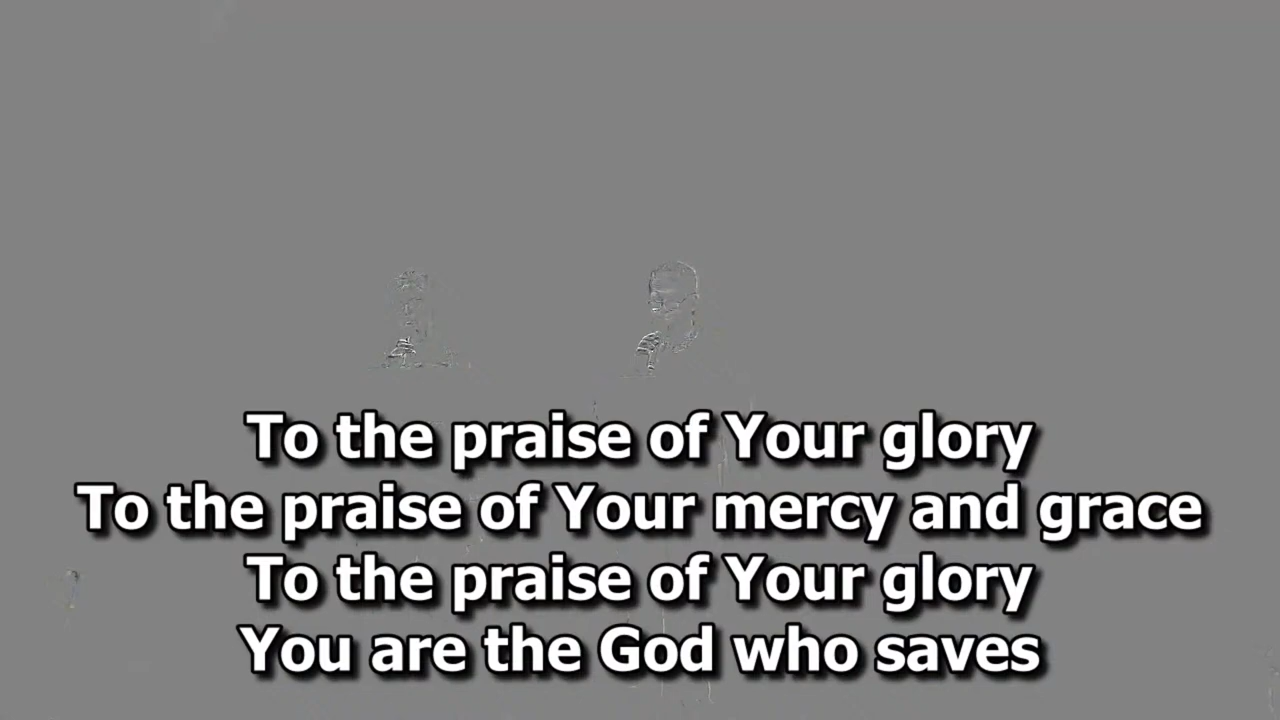 To the praise of Your glory
To the praise of Your mercy and grace
To the praise of Your glory
You are the God who saves